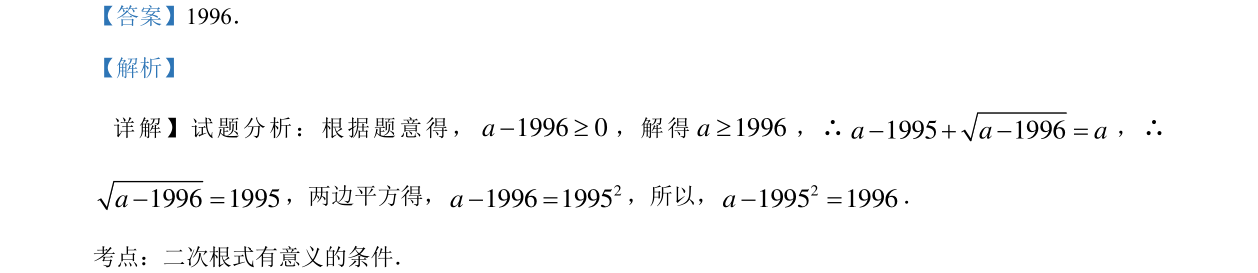 【答案】1996．
【解析】
详解】试题分析：根据题意得，a−1996≥0，解得a≥1996，∴a−1995+√(a−1996)=a，∴
√(a−1996)=1995，两边平方得，a−1996=1995²，所以，a−1995²=1996．
考点：二次根式有意义的条件．